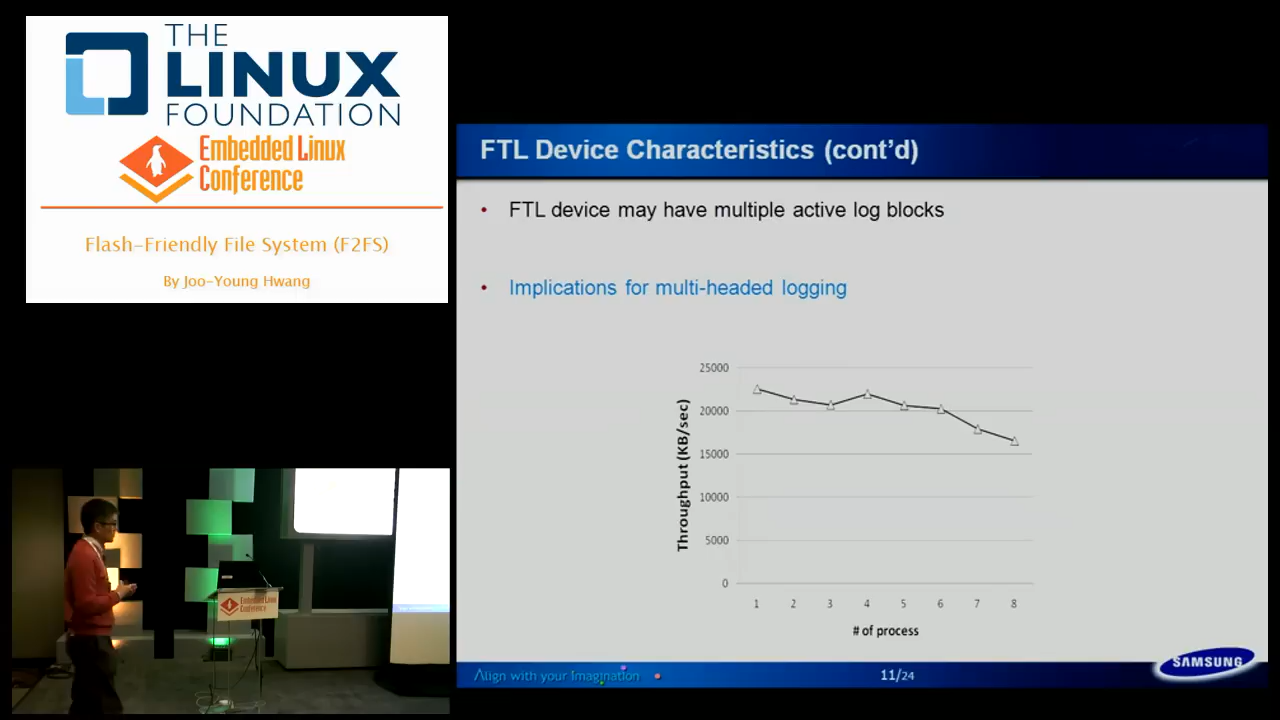 THE
LINUX
FOUNDATION
Embedded Linux
Conference
Flash-Friendly File System (F2FS)
By Joo-Young Hwang
FTL Device Characteristics (cont'd)
• FTL device may have multiple active log blocks
• Implications for multi-headed logging
Throughput (KB/sec)
25000
20000
15000
10000
5000
0
1 2 3 4 5 6 7 8
# of process
Align with your Imagination
11/24
SAMSUNG
Embedded Linux
Conference